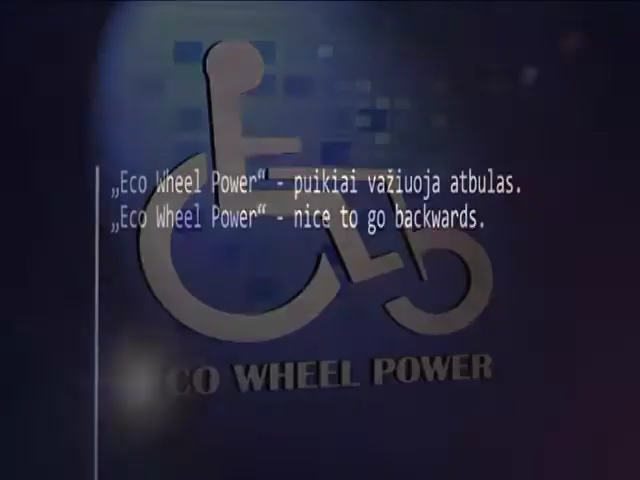 „Eco Wheel Power“ - puikiai važiuoja atbulas.
„Eco Wheel Power“ - nice to go backwards.
CO WHEEL POWER